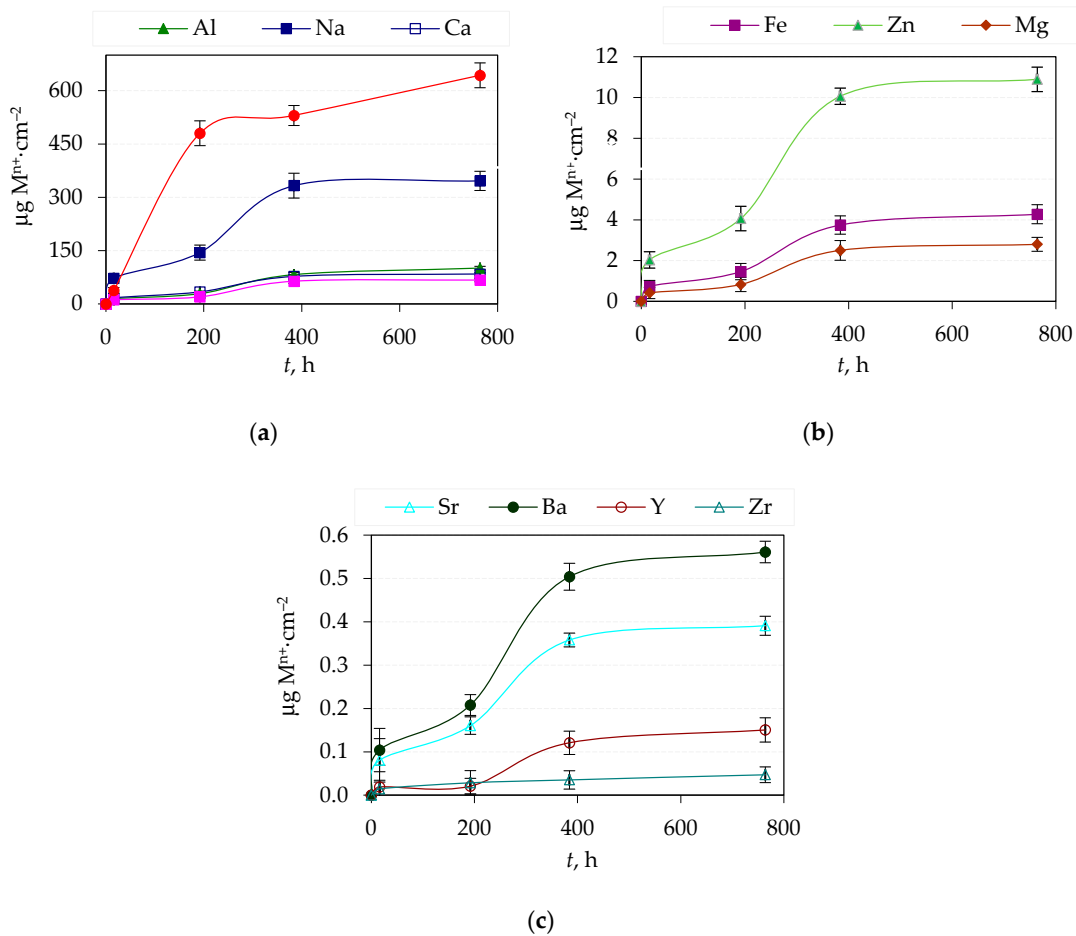 Al Na Ca
Fe Zn Mg
600
450
300
150
0
µg Mⁿ⁺·cm⁻²
0 200 400 600 800
t, h
12
10
8
6
4
2
0
µg Mⁿ⁺·cm⁻²
0 200 400 600 800
t, h
(a)
(b)
Sr Ba Y Zr
0.6
0.5
0.4
0.3
0.2
0.1
0.0
µg Mⁿ⁺·cm⁻²
0 200 400 600 800
t, h
(c)